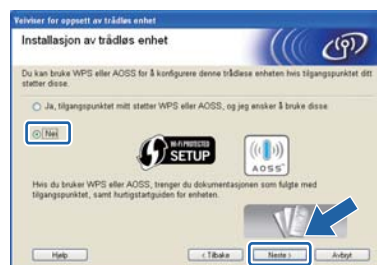 Veiviser for oppsett av trådløs enhet
Installasjon av trådløs enhet
Du kan bruke WPS eller AOSS for å konfigurere denne trådløse enheten hvis tilgangspunktet ditt
støtter disse.
Ja, tilgangspunktet mitt støtter WPS eller AOSS, og jeg ønsker å bruke disse.
Nei
WI-FI PROTECTED
SETUP
AOSS
Hvis du bruker WPS eller AOSS, trenger du dokumentasjonen som fulgte med
tilgangspunktet, samt hurtigstartguiden for enheten.
Hjelp
< Tilbake
Neste >
Avbryt